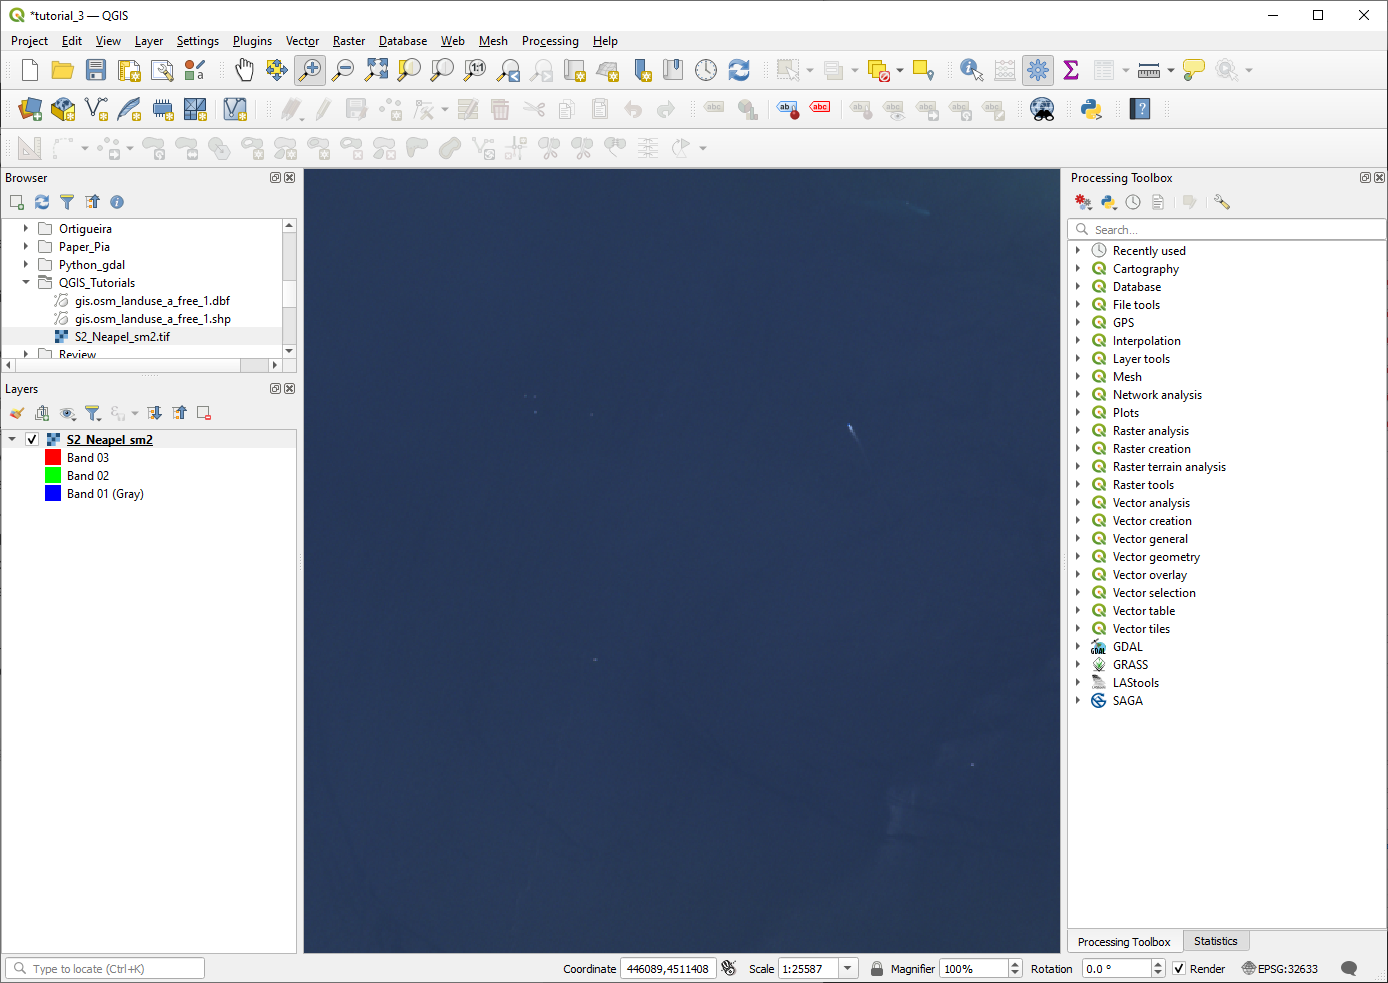 *tutorial_3 — QGIS
Project Edit View Layer Settings Plugins Vector Raster Database Web Mesh Processing Help
Browser
Ortigueira
Paper_Pia
Python_gdal
QGIS_Tutorials
gis.osm_landuse_a_free_1.dbf
gis.osm_landuse_a_free_1.shp
S2_Neapel_sm2.tif
Review
Layers
S2_Neapel_sm2
Band 03
Band 02
Band 01 (Gray)
Processing Toolbox
Search...
Recently used
Cartography
Database
File tools
GPS
Interpolation
Layer tools
Mesh
Network analysis
Plots
Raster analysis
Raster creation
Raster terrain analysis
Raster tools
Vector analysis
Vector creation
Vector general
Vector geometry
Vector overlay
Vector selection
Vector table
Vector tiles
GDAL
GRASS
LAStools
SAGA
Processing Toolbox Statistics
Type to locate (Ctrl+K) Coordinate 446089,4511408 Scale 1:25587 Magnifier 100% Rotation 0.0 ° Render EPSG:32633